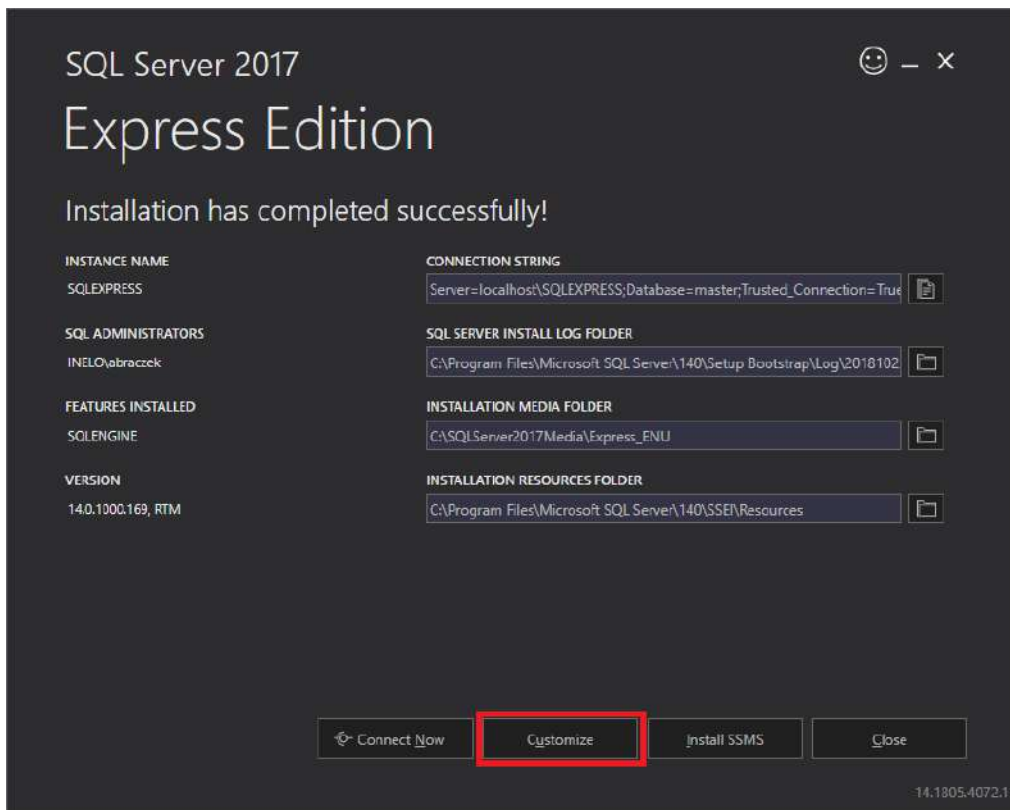 SQL Server 2017
Express Edition
Installation has completed successfully!
INSTANCE NAME
SQLEXPRESS
CONNECTION STRING
Server=localhost\SQLEXPRESS;Database=master;Trusted_Connection=True
SQL ADMINISTRATORS
INELO\abraczek
SQL SERVER INSTALL LOG FOLDER
C:\Program Files\Microsoft SQL Server\140\Setup Bootstrap\Log\2018102
FEATURES INSTALLED
SQLENGINE
INSTALLATION MEDIA FOLDER
C:\SQLServer2017Media\Express_ENU
VERSION
14.0.1000.169, RTM
INSTALLATION RESOURCES FOLDER
C:\Program Files\Microsoft SQL Server\140\SSEI\Resources
Connect Now
Customize
Install SSMS
Close
14.1805.4072.1